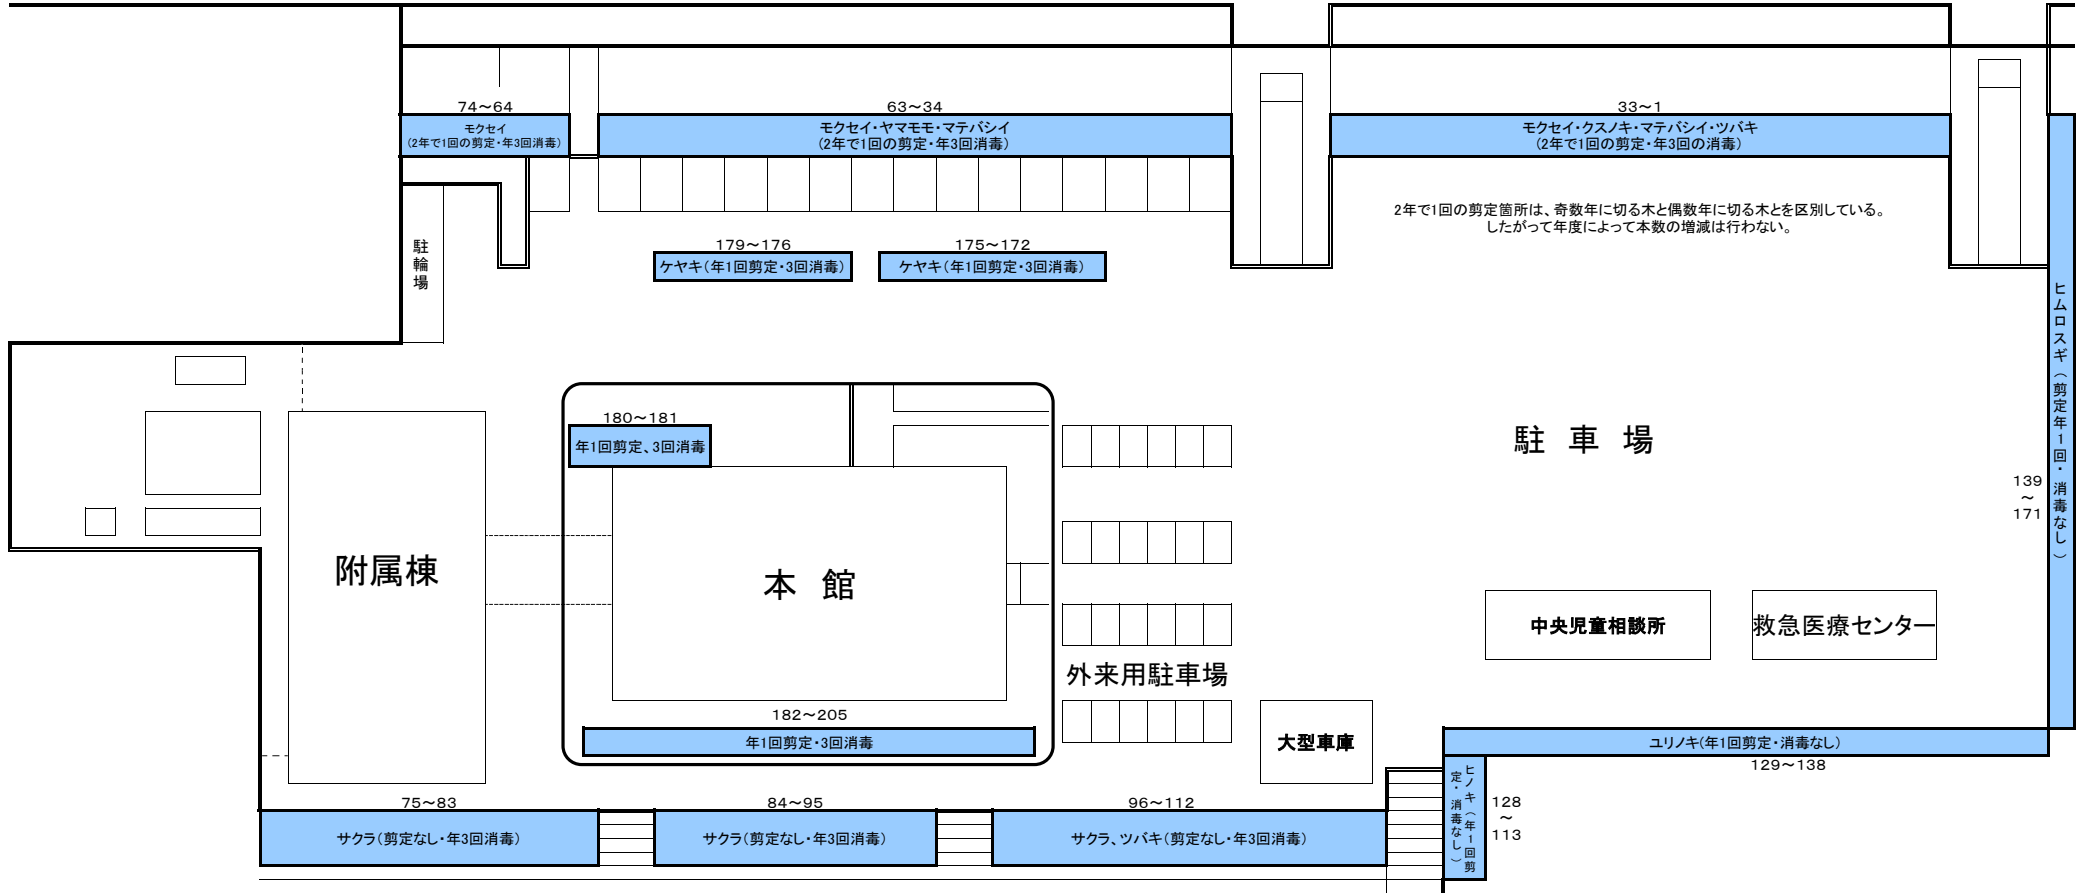 74～64
モクセイ
(2年で1回の剪定・年3回消毒)
63～34
モクセイ・ヤマモモ・マテバシイ
(2年で1回の剪定・年3回消毒)
33～1
モクセイ・クスノキ・マテバシイ・ツバキ
(2年で1回の剪定・年3回の消毒)
2年で1回の剪定箇所は、奇数年に切る木と偶数年に切る木とを区別している。
したがって年度によって本数の増減は行わない。
駐輪場
179～176
ケヤキ(年1回剪定・3回消毒)
175～172
ケヤキ(年1回剪定・3回消毒)
ヒムロスギ（剪定年1回・消毒なし）
139
～
171
180～181
年1回剪定、3回消毒
駐 車 場
附属棟
本 館
中央児童相談所
救急医療センター
外来用駐車場
182～205
年1回剪定・3回消毒
大型車庫
ユリノキ(年1回剪定・消毒なし)
129～138
ヒノキ（年1回剪
定・消毒なし）
128
～
113
75～83
サクラ(剪定なし・年3回消毒)
84～95
サクラ(剪定なし・年3回消毒)
96～112
サクラ、ツバキ(剪定なし・年3回消毒)